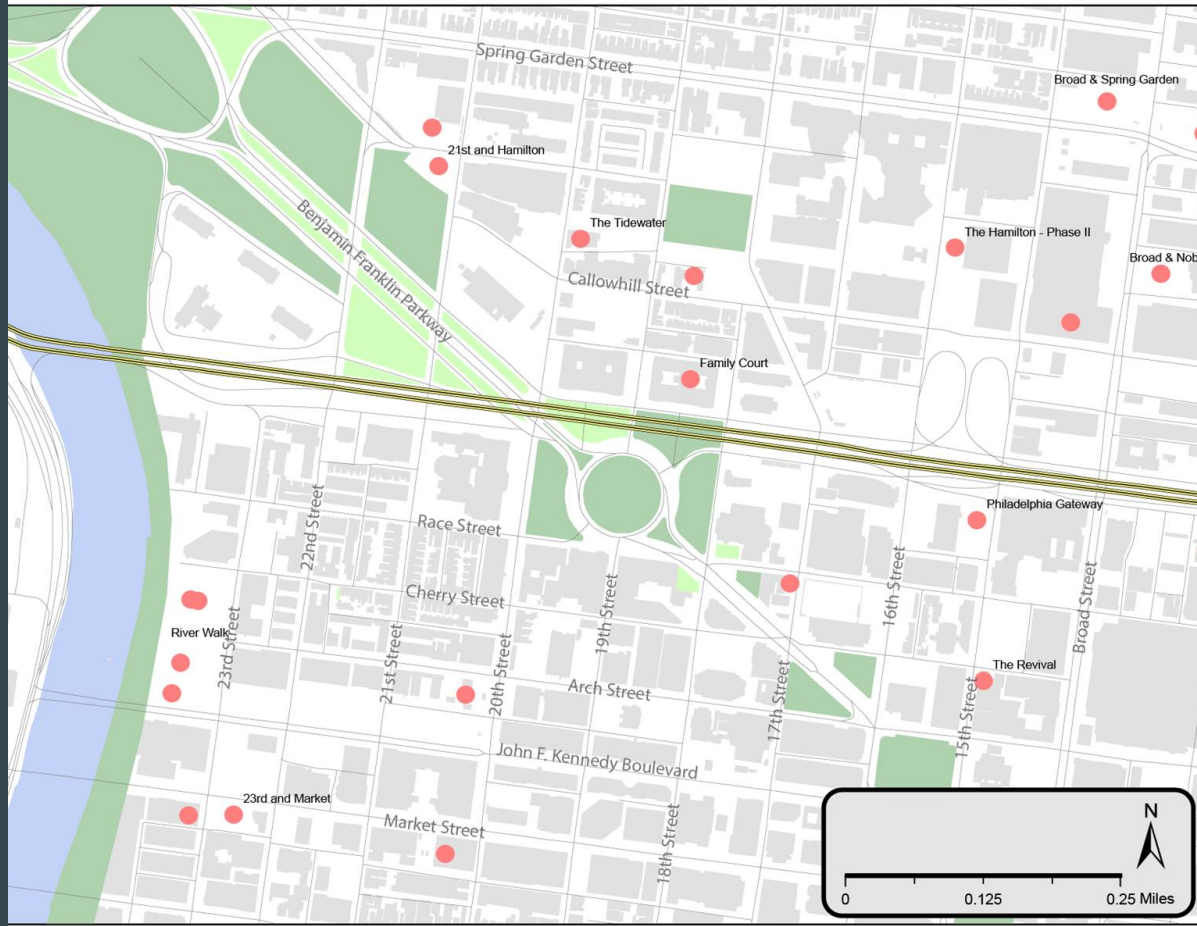 Spring Garden Street
Broad & Spring Garden
21st and Hamilton
Benjamin Franklin Parkway
The Tidewater
The Hamilton - Phase II
Broad & Nob
Callowhill Street
Family Court
22nd Street
Race Street
Philadelphia Gateway
Cherry Street
19th Street
16th Street
Broad Street
River Walk
23rd Street
21st Street
20th Street
Arch Street
17th Street
The Revival
15th Street
John F. Kennedy Boulevard
23rd and Market
Market Street
18th Street
N
0 0.125 0.25 Miles